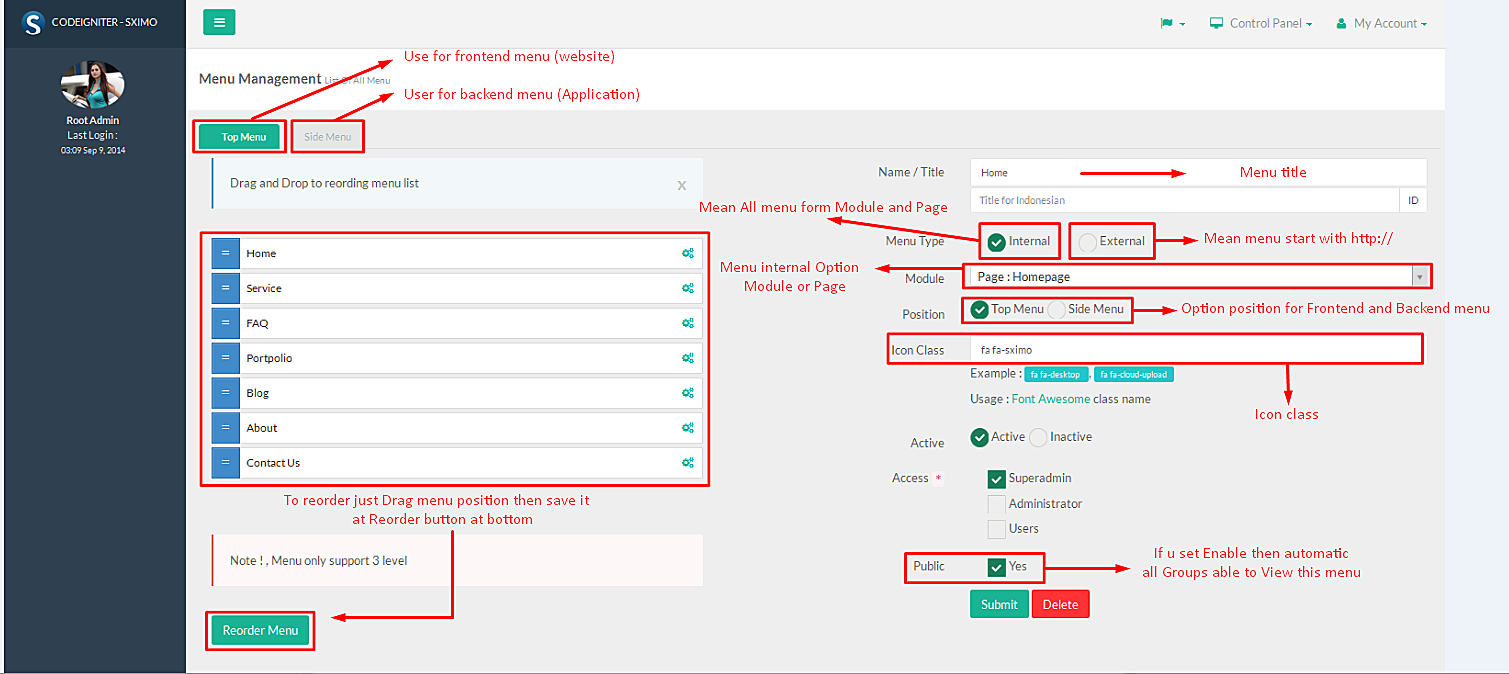 S CODEIGNITER - SXIMO
Control Panel
My Account
Root Admin
Last Login :
03:09 Sep 9, 2014
Use for frontend menu (website)
Menu Management List Of All Menu
User for backend menu (Application)
Top Menu
Side Menu
Drag and Drop to reording menu list
X
Home
Service
FAQ
Portpolio
Blog
About
Contact Us
To reorder just Drag menu position then save it
at Reorder button at bottom
Note ! , Menu only support 3 level
Reorder Menu
Name / Title
Home
Menu title
Title for Indonesian
ID
Mean All menu form Module and Page
Menu Type
Internal
External
Mean menu start with http://
Menu internal Option
Module or Page
Module
Page : Homepage
Position
Top Menu
Side Menu
Option position for Frontend and Backend menu
Icon Class
fa fa-sximo
Example : fa fa-desktop , fa fa-cloud-upload
Usage : Font Awesome class name
Icon class
Active
Active
Inactive
Access *
Superadmin
Administrator
Users
Public
Yes
If u set Enable then automatic
all Groups able to View this menu
Submit
Delete